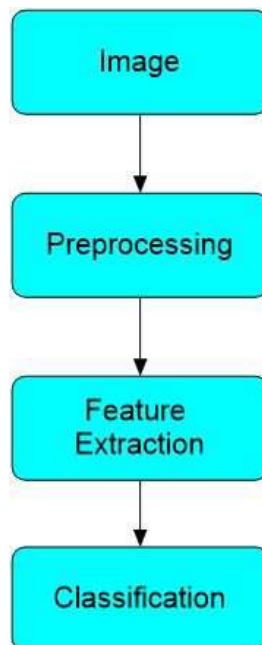 Image
Preprocessing
Feature
Extraction
Classification